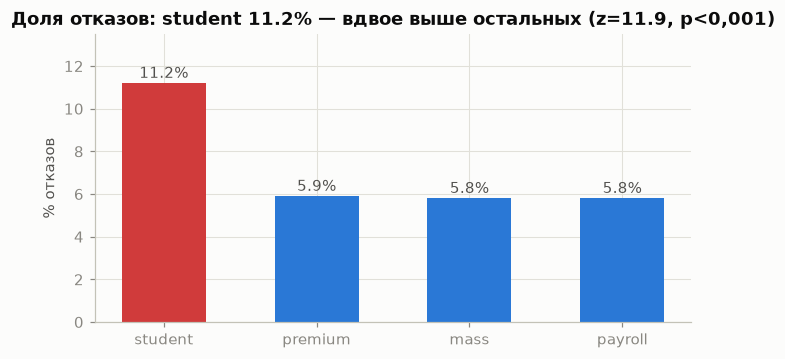 Доля отказов: student 11.2% — вдвое выше остальных (z=11.9, p<0,001)
% отказов
12
10
8
6
4
2
0
11.2%
5.9%
5.8%
5.8%
student
premium
mass
payroll